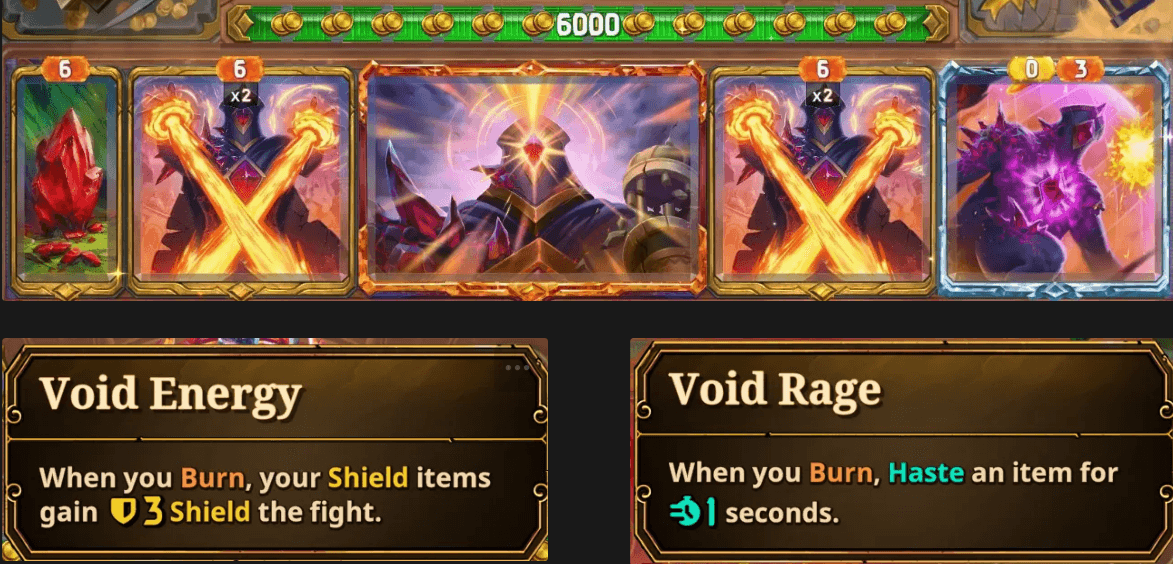 6000
6
6
x2
6
x2
0
3
Void Energy
When you Burn, your Shield items
gain 3 Shield the fight.
Void Rage
When you Burn, Haste an item for
1 seconds.